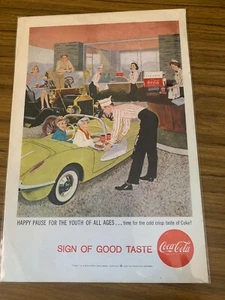 HAPPY PAUSE FOR THE YOUTH OF ALL AGES... time for the cold crisp taste of Coke!
SIGN OF GOOD TASTE
Coca-Cola